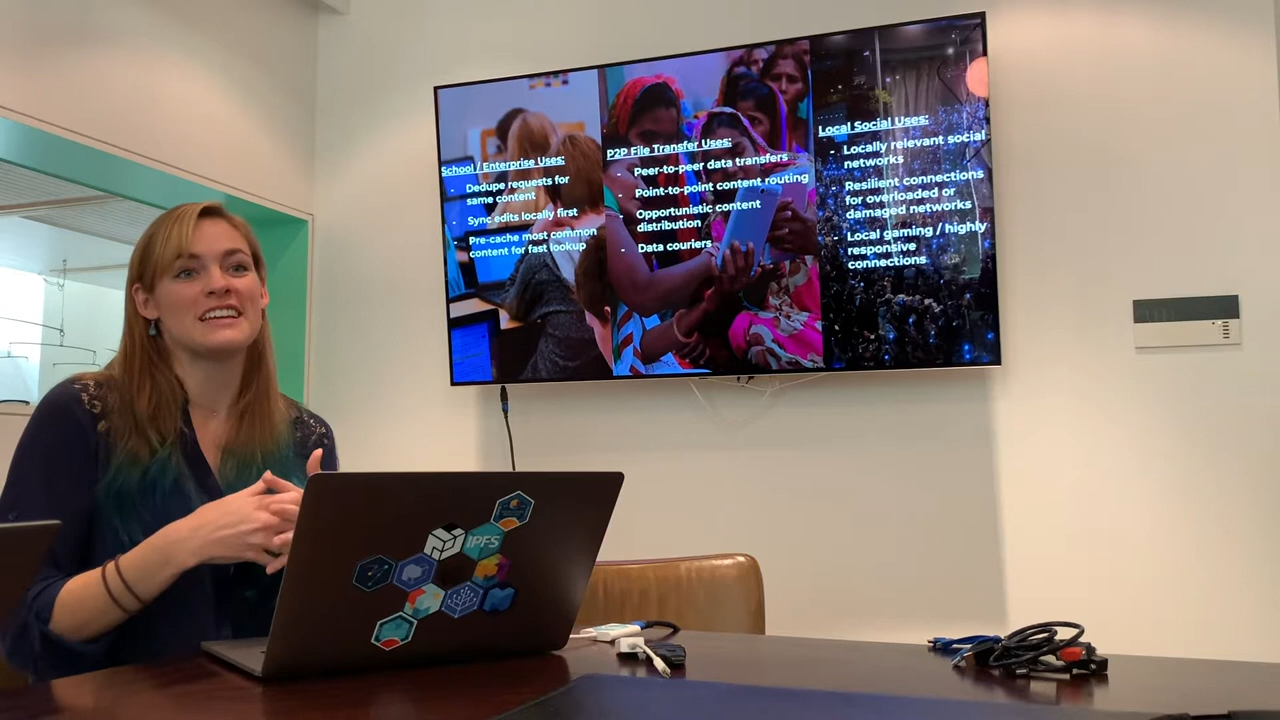 School / Enterprise Uses:
- Dedupe requests for
same content
- Sync edits locally first
- Pre-cache most common
content for fast lookup
P2P File Transfer Uses:
- Peer-to-peer data transfers
- Point-to-point content routing
- Opportunistic content
distribution
- Data couriers
Local Social Uses:
- Locally relevant social
networks
Resilient connections
for overloaded or
damaged networks
Local gaming / highly
responsive
connections
IPFS